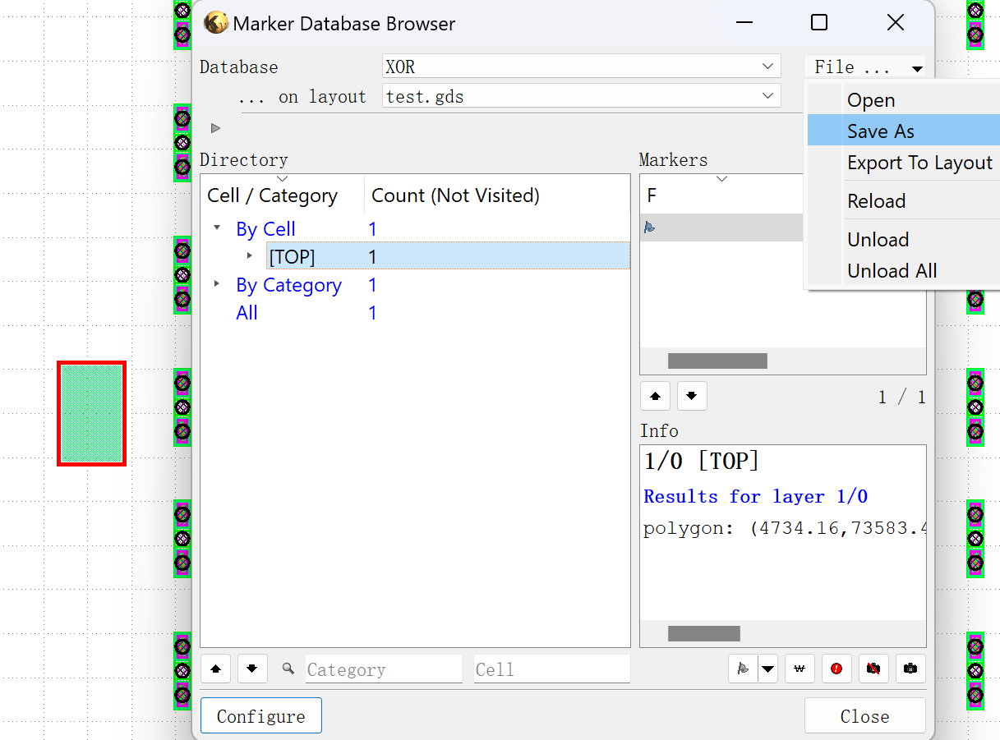 Marker Database Browser
Database XOR File ...
... on layout test.gds
Open
Save As
Export To Layout
Reload
Unload
Unload All
Directory Markers
Cell / Category Count (Not Visited) F
By Cell 1
[TOP] 1
By Category 1
All 1
1 / 1
Info
1/0 [TOP]
Results for layer 1/0
polygon: (4734.16,73583.4
Category Cell
Configure Close